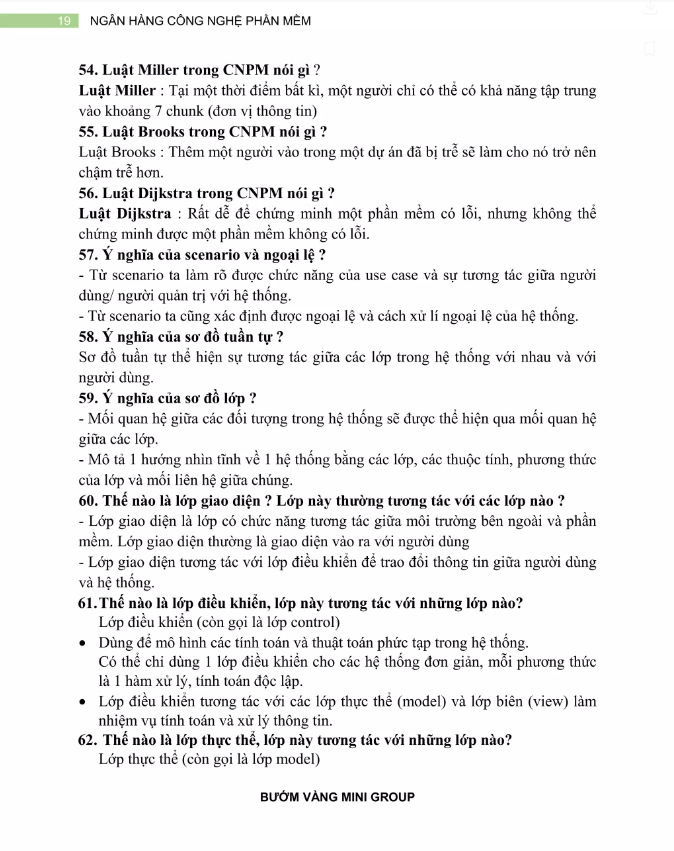 19 NGÂN HÀNG CÔNG NGHỆ PHẦN MỀM
54. Luật Miller trong CNPM nói gì ?
Luật Miller : Tại một thời điểm bất kì, một người chỉ có thể có khả năng tập trung
vào khoảng 7 chunk (đơn vị thông tin)
55. Luật Brooks trong CNPM nói gì ?
Luật Brooks : Thêm một người vào trong một dự án đã bị trễ sẽ làm cho nó trở nên
chậm trễ hơn.
56. Luật Dijkstra trong CNPM nói gì ?
Luật Dijkstra : Rất dễ để chứng minh một phần mềm có lỗi, nhưng không thể
chứng minh được một phần mềm không có lỗi.
57. Ý nghĩa của scenario và ngoại lệ ?
- Từ scenario ta làm rõ được chức năng của use case và sự tương tác giữa người
dùng/ người quản trị với hệ thống.
- Từ scenario ta cũng xác định được ngoại lệ và cách xử lí ngoại lệ của hệ thống.
58. Ý nghĩa của sơ đồ tuần tự ?
Sơ đồ tuần tự thể hiện sự tương tác giữa các lớp trong hệ thống với nhau và với
người dùng.
59. Ý nghĩa của sơ đồ lớp ?
- Mối quan hệ giữa các đối tượng trong hệ thống sẽ được thể hiện qua mối quan hệ
giữa các lớp.
- Mô tả 1 hướng nhìn tĩnh về 1 hệ thống bằng các lớp, các thuộc tính, phương thức
của lớp và mối liên hệ giữa chúng.
60. Thế nào là lớp giao diện ? Lớp này thường tương tác với các lớp nào ?
- Lớp giao diện là lớp có chức năng tương tác giữa môi trường bên ngoài và phần
mềm. Lớp giao diện thường là giao diện vào ra với người dùng
- Lớp giao diện tương tác với lớp điều khiển để trao đổi thông tin giữa người dùng
và hệ thống.
61.Thế nào là lớp điều khiển, lớp này tương tác với những lớp nào?
Lớp điều khiển (còn gọi là lớp control)
• Dùng để mô hình các tính toán và thuật toán phức tạp trong hệ thống.
Có thể chỉ dùng 1 lớp điều khiển cho các hệ thống đơn giản, mỗi phương thức
là 1 hàm xử lý, tính toán độc lập.
• Lớp điều khiển tương tác với các lớp thực thể (model) và lớp biên (view) làm
nhiệm vụ tính toán và xử lý thông tin.
62. Thế nào là lớp thực thể, lớp này tương tác với những lớp nào?
Lớp thực thể (còn gọi là lớp model)
BƯỚM VÀNG MINI GROUP